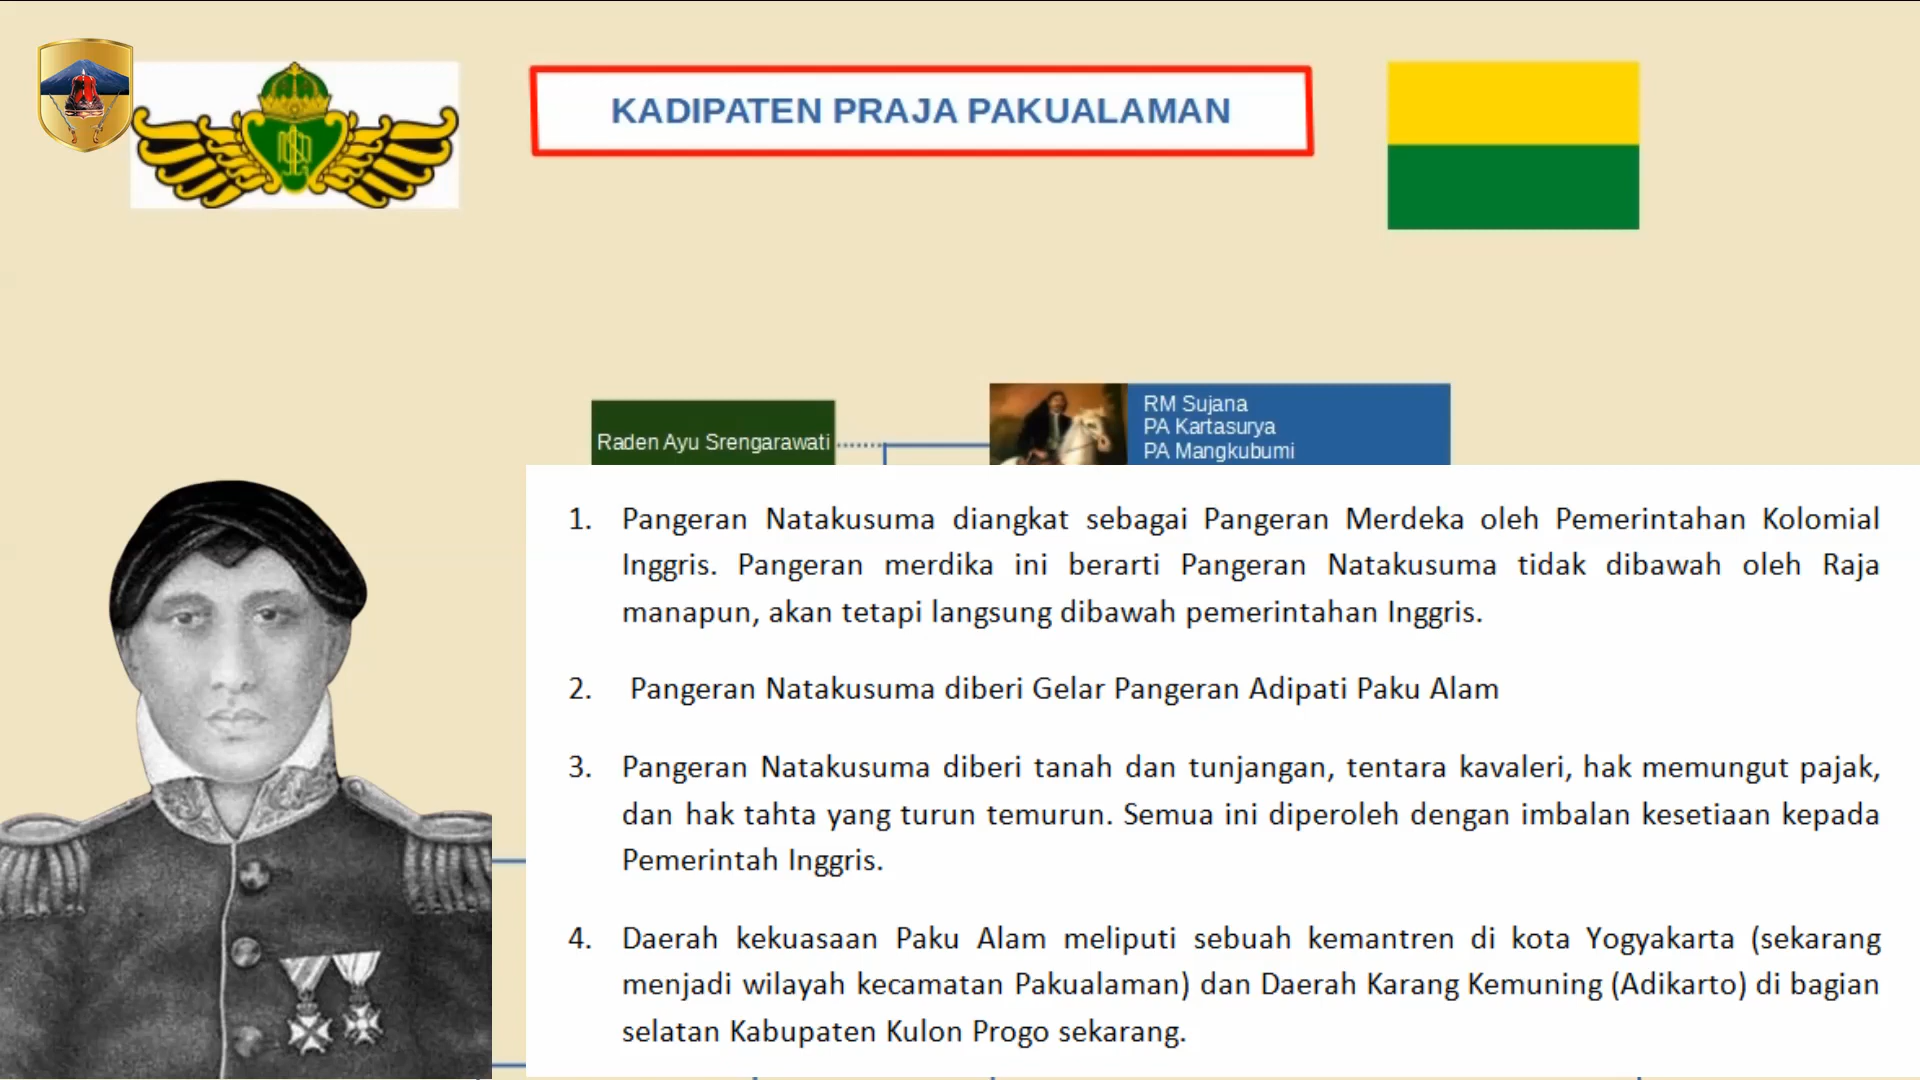 KADIPATEN PRAJA PAKUALAMAN
Raden Ayu Srengarawati
RM Sujana
PA Kartasurya
PA Mangkubumi
1. Pangeran Natakusuma diangkat sebagai Pangeran Merdeka oleh Pemerintahan Kolomial
Inggris. Pangeran merdika ini berarti Pangeran Natakusuma tidak dibawah oleh Raja
manapun, akan tetapi langsung dibawah pemerintahan Inggris.
2. Pangeran Natakusuma diberi Gelar Pangeran Adipati Paku Alam
3. Pangeran Natakusuma diberi tanah dan tunjangan, tentara kavaleri, hak memungut pajak,
dan hak tahta yang turun temurun. Semua ini diperoleh dengan imbalan kesetiaan kepada
Pemerintah Inggris.
4. Daerah kekuasaan Paku Alam meliputi sebuah kemantren di kota Yogyakarta (sekarang
menjadi wilayah kecamatan Pakualaman) dan Daerah Karang Kemuning (Adikarto) di bagian
selatan Kabupaten Kulon Progo sekarang.